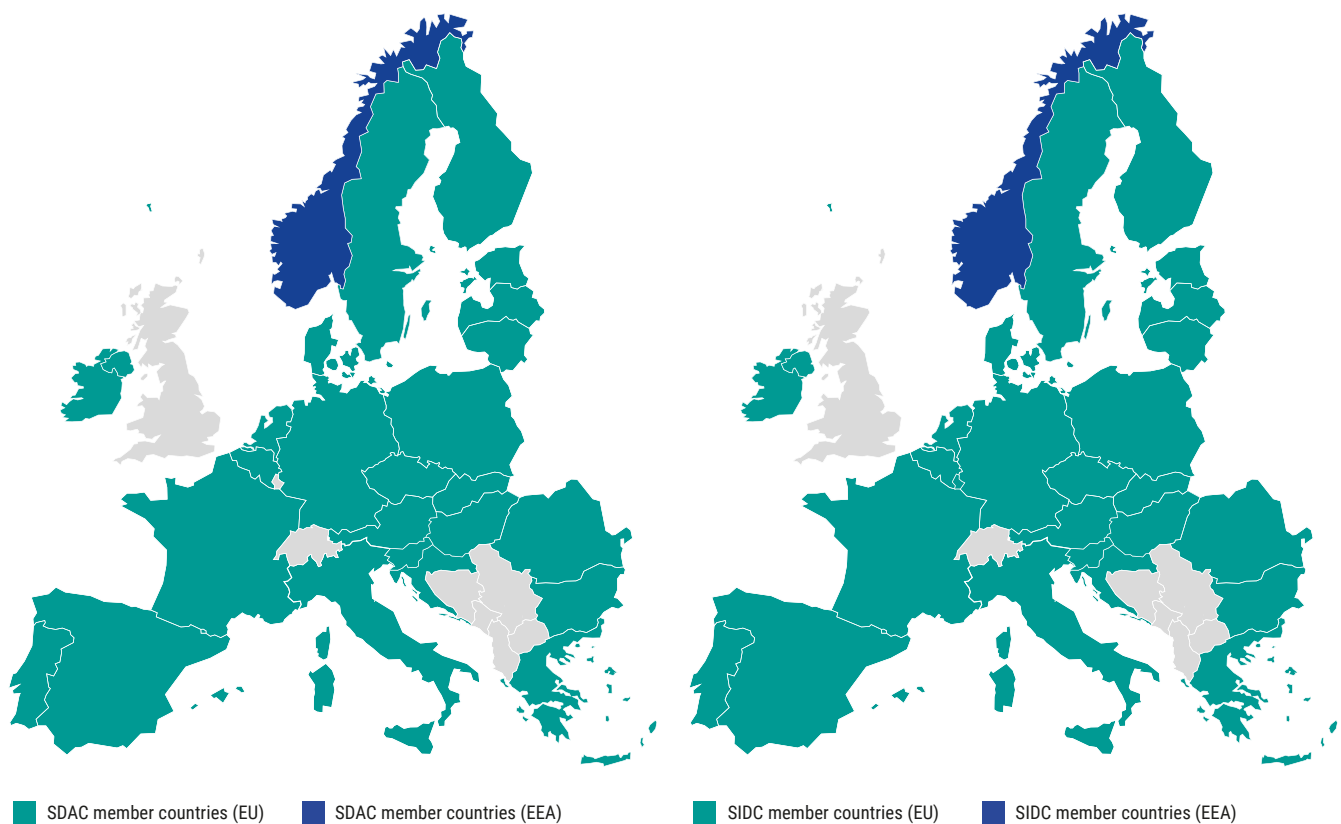 SDAC member countries (EU)
SDAC member countries (EEA)
SIDC member countries (EU)
SIDC member countries (EEA)